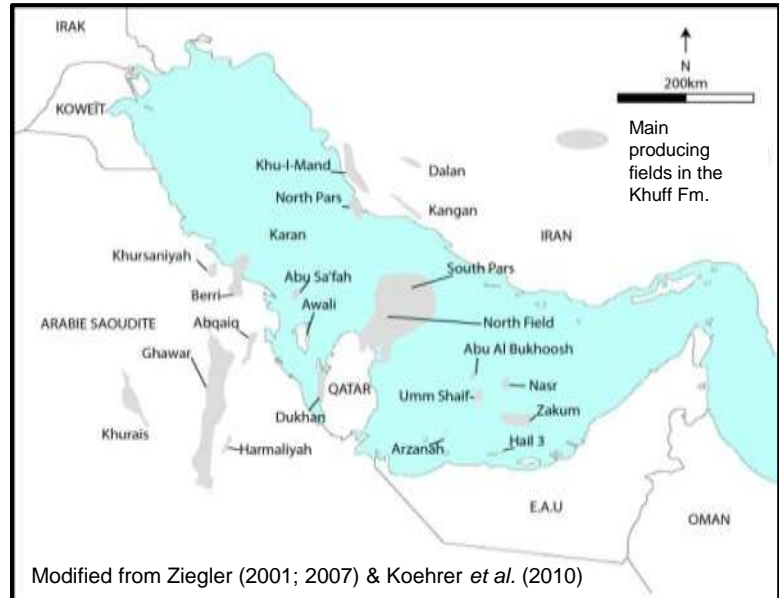 IRAK
N
200km
KOWEÏT
Main
producing
fields in the
Khuff Fm.
Khu-I-Mand
Dalan
North Pars
Kangan
Karan
IRAN
Khursaniyah
South Pars
Abu Sa'fah
Berri
Awali
ARABIE SAOUDITE
Abqaiq
North Field
Ghawar
Abu Al Bukhoosh
QATAR
Nasr
Umm Shaif
Zakum
Dukhan
Khurais
Harmaliyah
Arzanah
Hail 3
E.A.U
OMAN
Modified from Ziegler (2001; 2007) & Koehrer et al. (2010)